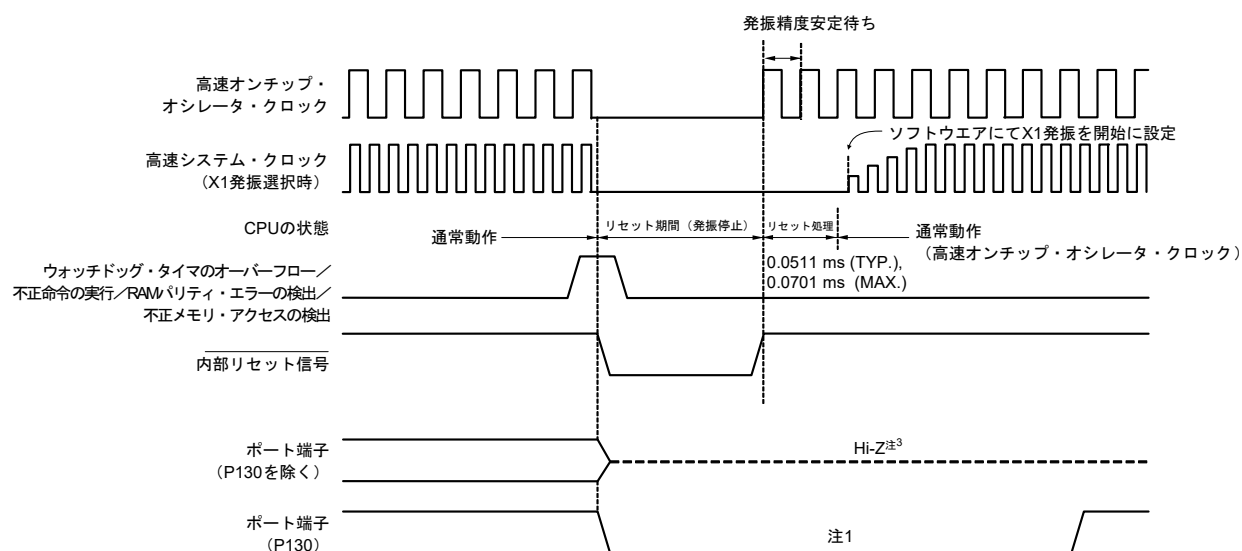 発振精度安定待ち
高速オンチップ・
オシレータ・クロック
ソフトウエアにてX1発振を開始に設定
高速システム・クロック
（X1発振選択時）
CPUの状態
通常動作
リセット期間（発振停止）
リセット処理
通常動作
（高速オンチップ・オシレータ・クロック）
0.0511 ms (TYP.),
0.0701 ms (MAX.)
ウォッチドッグ・タイマのオーバーフロー／
不正命令の実行／RAMパリティ・エラーの検出／
不正メモリ・アクセスの検出
内部リセット信号
ポート端子
（P130を除く）
Hi-Z注3
ポート端子
（P130）
注1